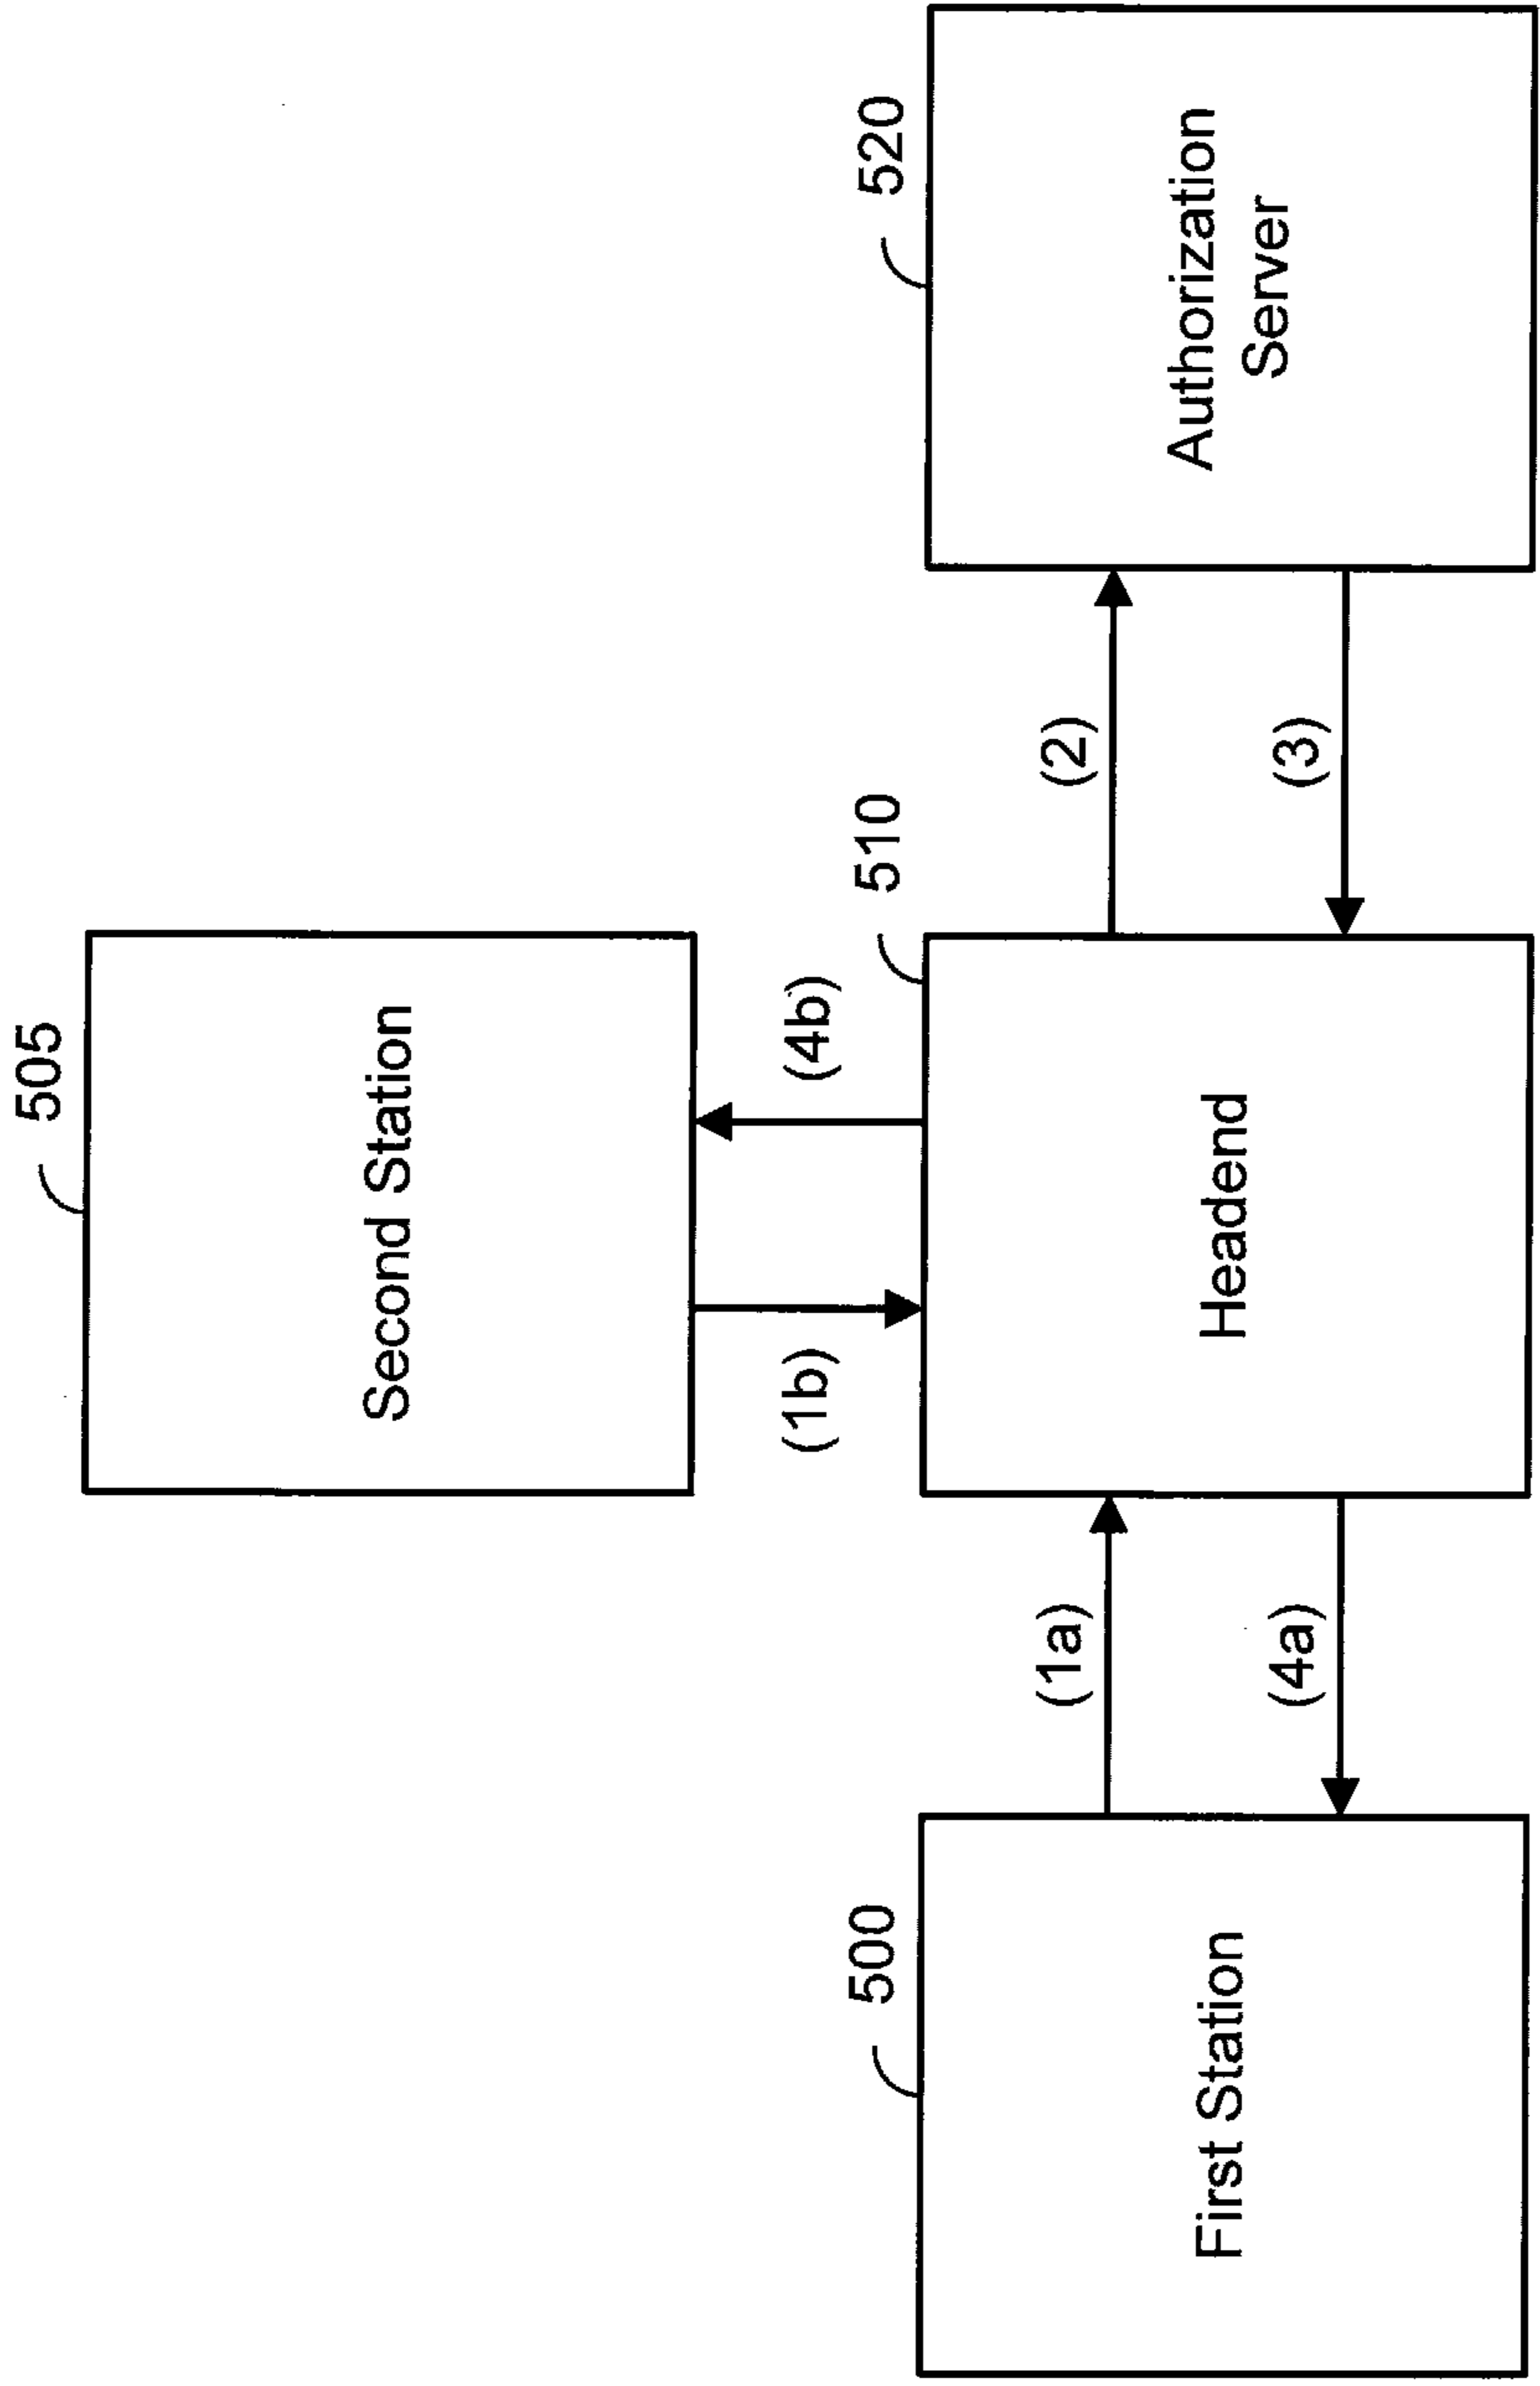 505
Second Station
(1b)
(4b)
500
First Station
(1a)
(4a)
510
Headend
(2)
(3)
520
Authorization
Server